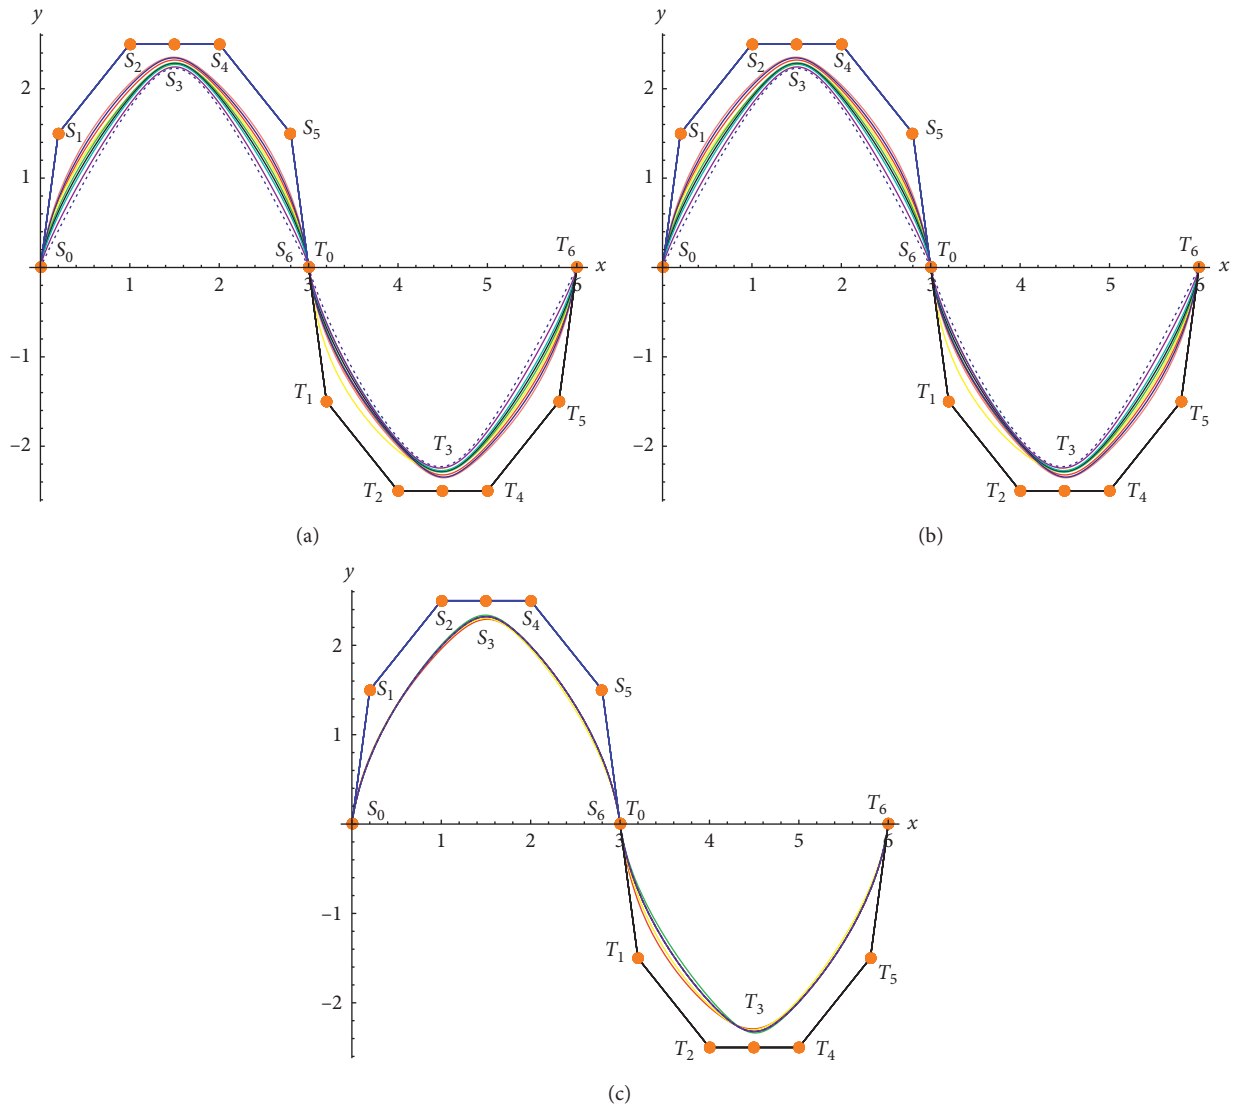 y y
S₂ S₄ S₂ S₄
2 S₃ 2 S₃
S₁ S₅ S₁ S₅
1 1
S₀ S₆ T₀ T₆ S₀ S₆ T₀ T₆
x x
1 2 3 4 5 6 1 2 3 4 5 6
–1 –1
T₁ T₅ T₁ T₅
–2 T₃ –2 T₃
T₂ T₄ T₂ T₄
(a) (b)
y
S₂ S₄
2 S₃
S₁ S₅
1
S₀ S₆ T₀ T₆
x
1 2 3 4 5 6
–1
T₁ T₅
–2 T₃
T₂ T₄
(c)